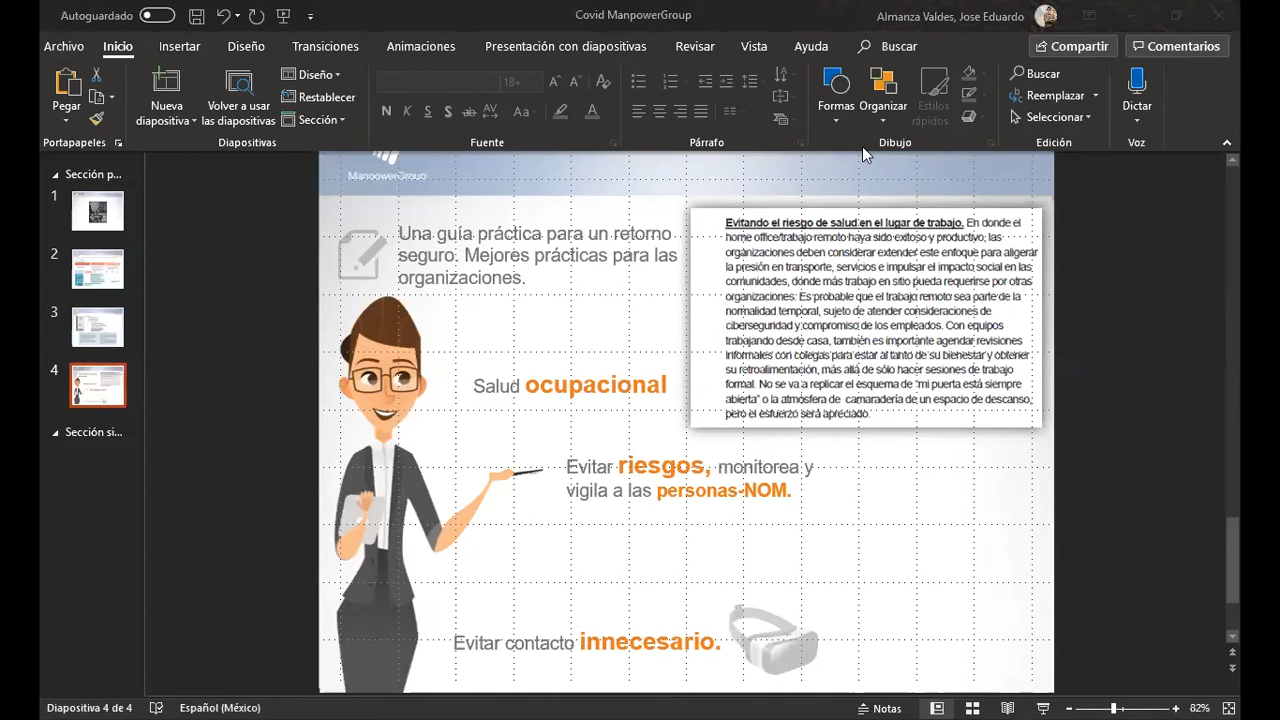 Autoguardado
Covid ManpowerGroup
Almanza Valdes, Jose Eduardo
Archivo
Inicio
Insertar
Diseño
Transiciones
Animaciones
Presentación con diapositivas
Revisar
Vista
Ayuda
Buscar
Compartir
Comentarios
Pegar
Nueva
diapositiva
Volver a usar
las diapositivas
Diseño
Restablecer
Sección
18+
N K S S ab AV
Aa
A
Formas
Organizar
Estilos
rápidos
Buscar
Reemplazar
Seleccionar
Dictar
Portapapeles
Diapositivas
Fuente
Párrafo
Dibujo
Edición
Voz
Sección p...
1
2
3
4
Sección si...
ManpowerGroup
Una guía práctica para un retorno
seguro. Mejores prácticas para las
organizaciones.
Evitando el riesgo de salud en el lugar de trabajo. En donde el
home office/trabajo remoto haya sido exitoso y productivo, las
organizaciones deben considerar extender este enfoque para aligerar
la presión en transporte, servicios e impulsar el impacto social en las
comunidades, donde más trabajo en sitio pueda requerirse por otras
organizaciones. Es probable que el trabajo remoto sea parte de la
normalidad temporal, sujeto de atender consideraciones de
ciberseguridad y compromiso de los empleados. Con equipos
trabajando desde casa, también es importante agendar revisiones
informales con colegas para estar al tanto de su bienestar y obtener
su retroalimentación, más allá de sólo hacer sesiones de trabajo
formal. No se va a replicar el esquema de "mi puerta está siempre
abierta" o la atmósfera de camaradería de un espacio de descanso,
pero el esfuerzo será apreciado.
Salud ocupacional
Evitar riesgos, monitorea y
vigila a las personas-NOM.
Evitar contacto innecesario.
Diapositiva 4 de 4
Español (México)
Notas
82%